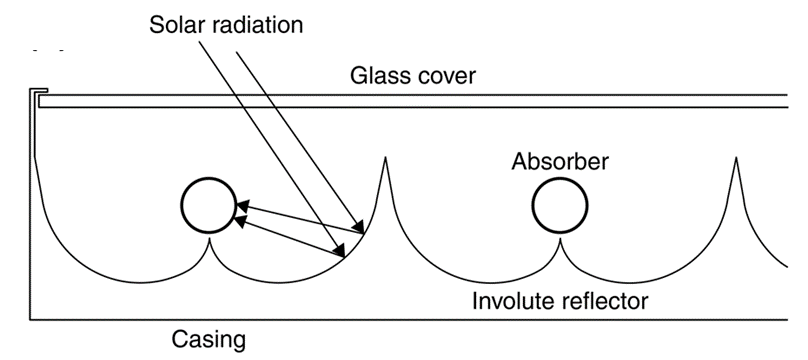 Solar radiation
Glass cover
Absorber
Involute reflector
Casing